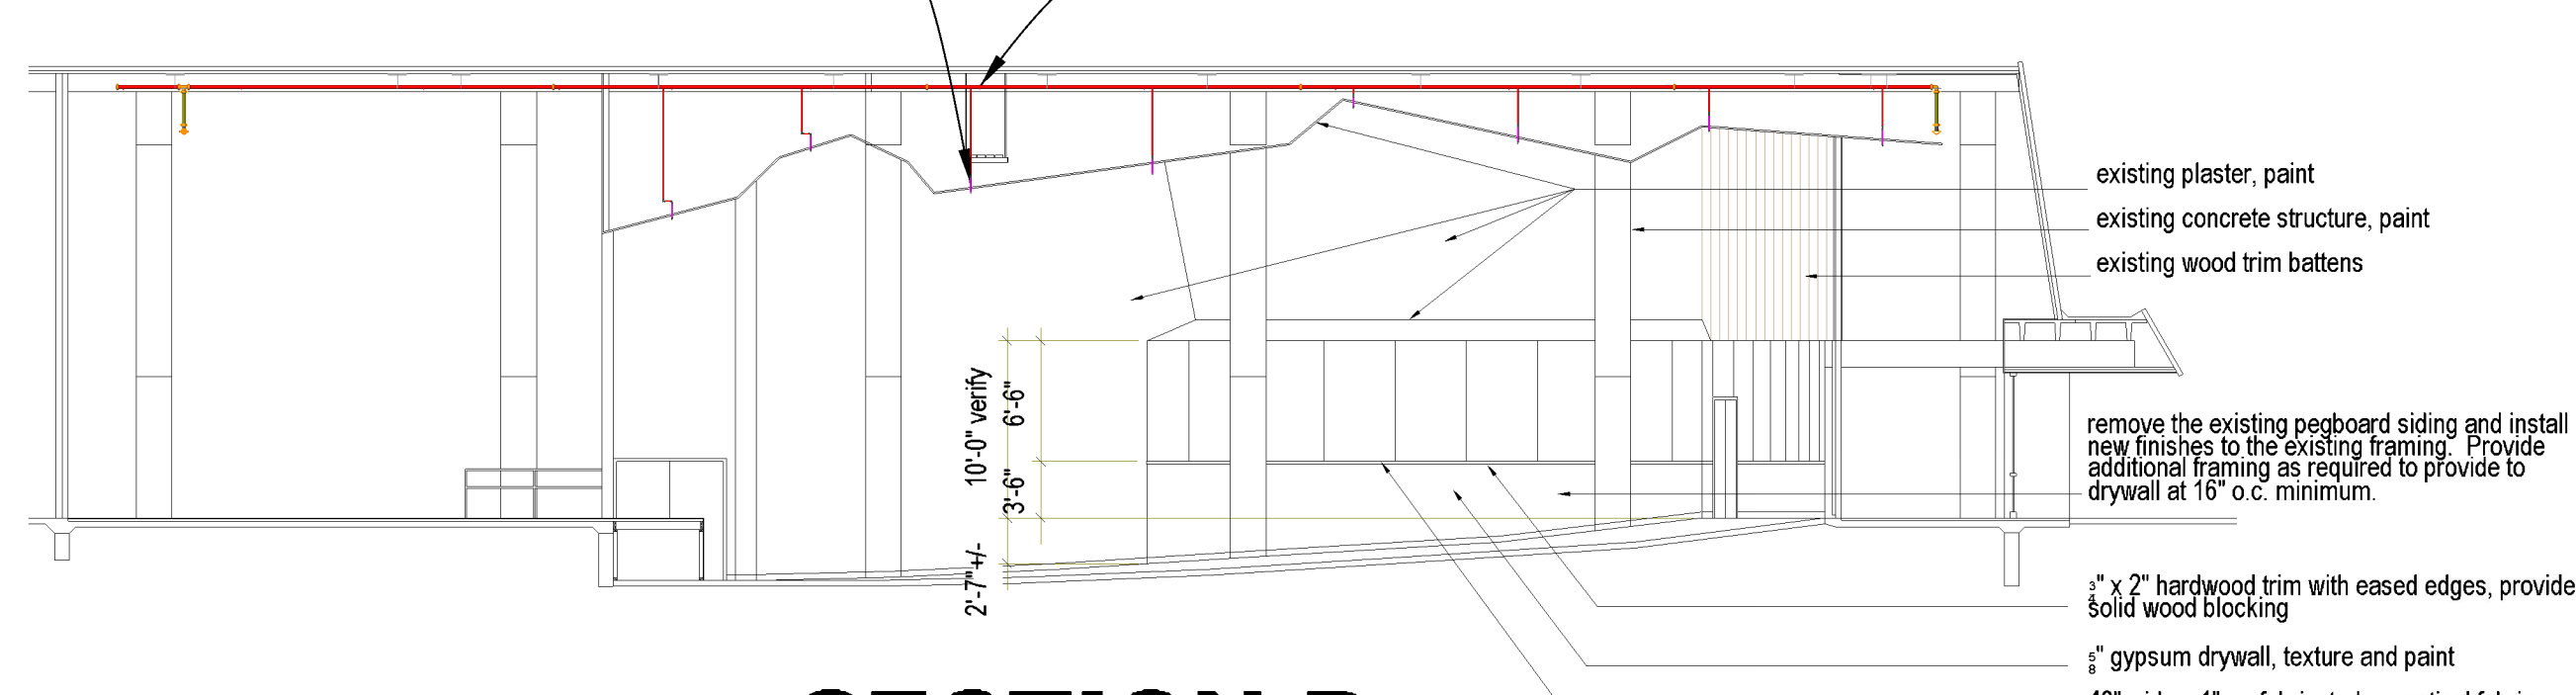 existing plaster, paint
existing concrete structure, paint
existing wood trim battens
10'-0" verify
6'-6"
3'-6"
2'-7"+/-
remove the existing pegboard siding and install
new finishes to the existing framing. Provide
additional framing as required to provide to
drywall at 16" o.c. minimum.
3/4" x 2" hardwood trim with eased edges, provide
solid wood blocking
5/8" gypsum drywall, texture and paint